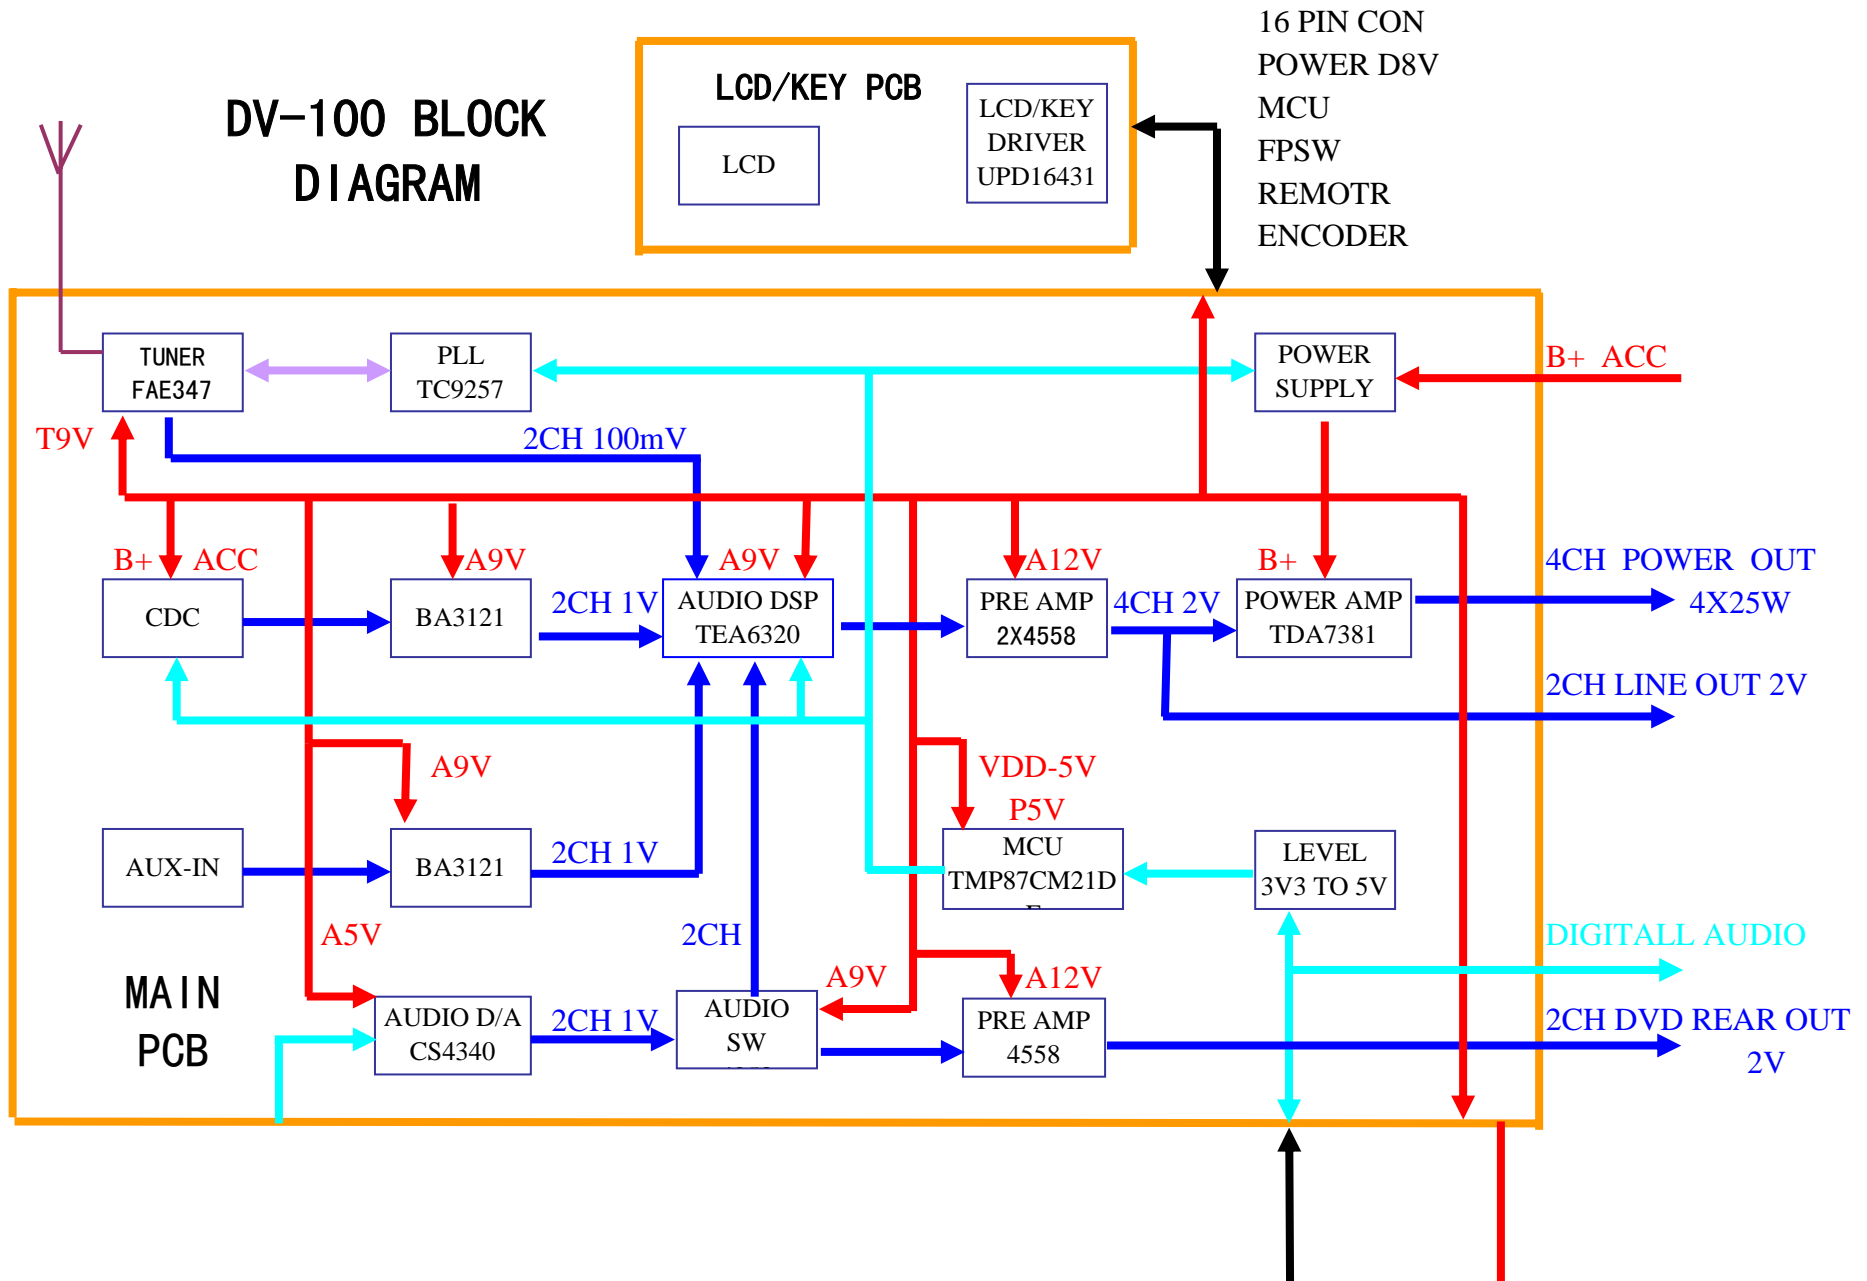 16 PIN CON
POWER D8V
MCU
FPSW
REMOTR
ENCODER
DV-100 BLOCK
DIAGRAM
LCD/KEY PCB
LCD
LCD/KEY
DRIVER
UPD16431
TUNER
FAE347
PLL
TC9257
POWER
SUPPLY
B+ ACC
T9V
2CH 100mV
B+ ACC
A9V
A9V
A12V
B+
CDC
BA3121
2CH 1V
AUDIO DSP
TEA6320
PRE AMP
2X4558
4CH 2V
POWER AMP
TDA7381
4CH POWER OUT
4X25W
2CH LINE OUT 2V
A9V
VDD-5V
P5V
AUX-IN
BA3121
2CH 1V
MCU
TMP87CM21D
LEVEL
3V3 TO 5V
A5V
2CH
DIGITALL AUDIO
A9V
A12V
MAIN
PCB
AUDIO D/A
CS4340
2CH 1V
AUDIO
SW
PRE AMP
4558
2CH DVD REAR OUT
2V